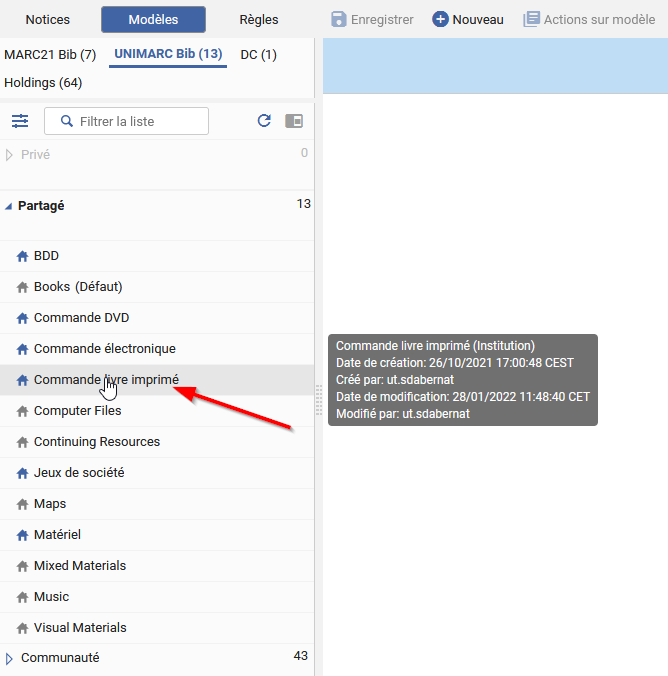 Notices Modèles Règles Enregistrer Nouveau Actions sur modèle
MARC21 Bib (7) UNIMARC Bib (13) DC (1)
Holdings (64)
Filtrer la liste
Privé 0
Partagé 13
BDD
Books (Défaut)
Commande DVD
Commande électronique
Commande livre imprimé
Computer Files
Continuing Resources
Jeux de société
Maps
Matériel
Mixed Materials
Music
Visual Materials
Communauté 43
Commande livre imprimé (Institution)
Date de création: 26/10/2021 17:00:48 CEST
Créé par: ut.sdabernat
Date de modification: 28/01/2022 11:48:40 CET
Modifié par: ut.sdabernat